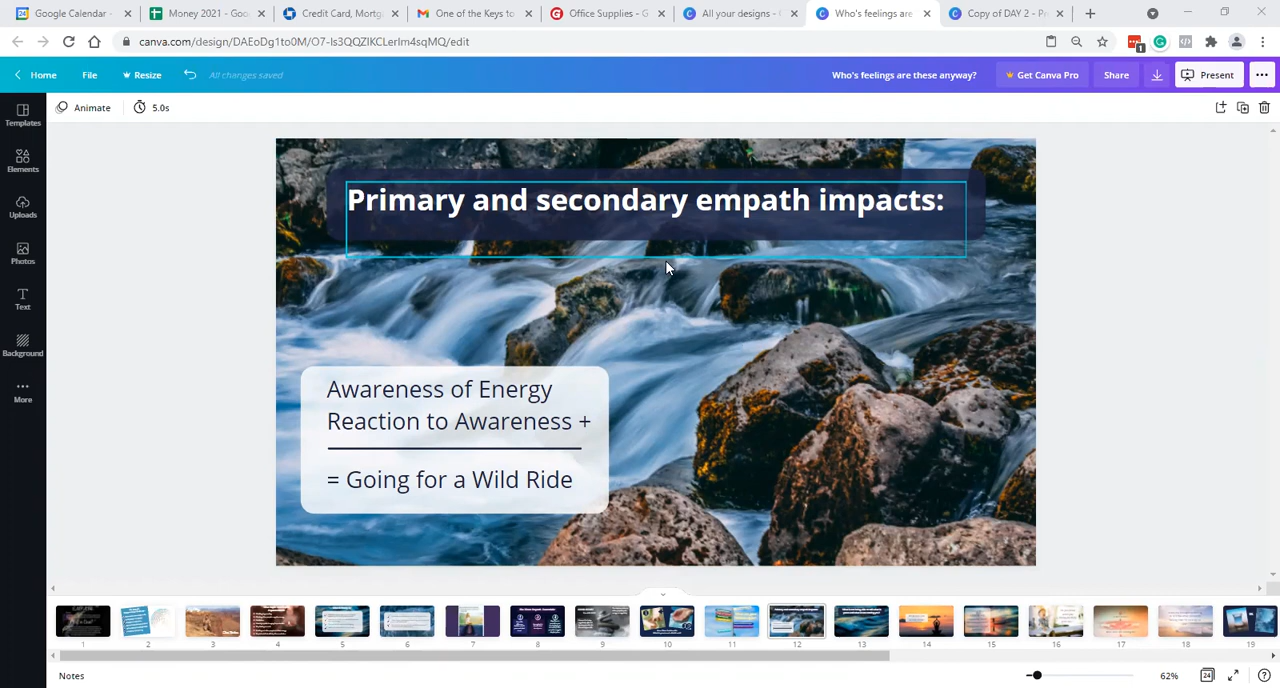 Google Calendar -
Money 2021 - Goo
Credit Card, Mortg
One of the Keys to
Office Supplies - G
All your designs - C
Who's feelings are
Copy of DAY 2 - P
canva.com/design/DAEoDg1to0M/O7-Is3QQZIKCLerlm4sqMQ/edit
Home
File
Resize
All changes saved
Who's feelings are these anyway?
Get Canva Pro
Share
Present
Templates
Elements
Uploads
Photos
Text
Background
More
Animate
5.0s
Primary and secondary empath impacts:
Awareness of Energy
Reaction to Awareness +
= Going for a Wild Ride
1
2
3
4
5
6
7
8
9
10
11
12
13
14
15
16
17
18
19
Notes
62%
24